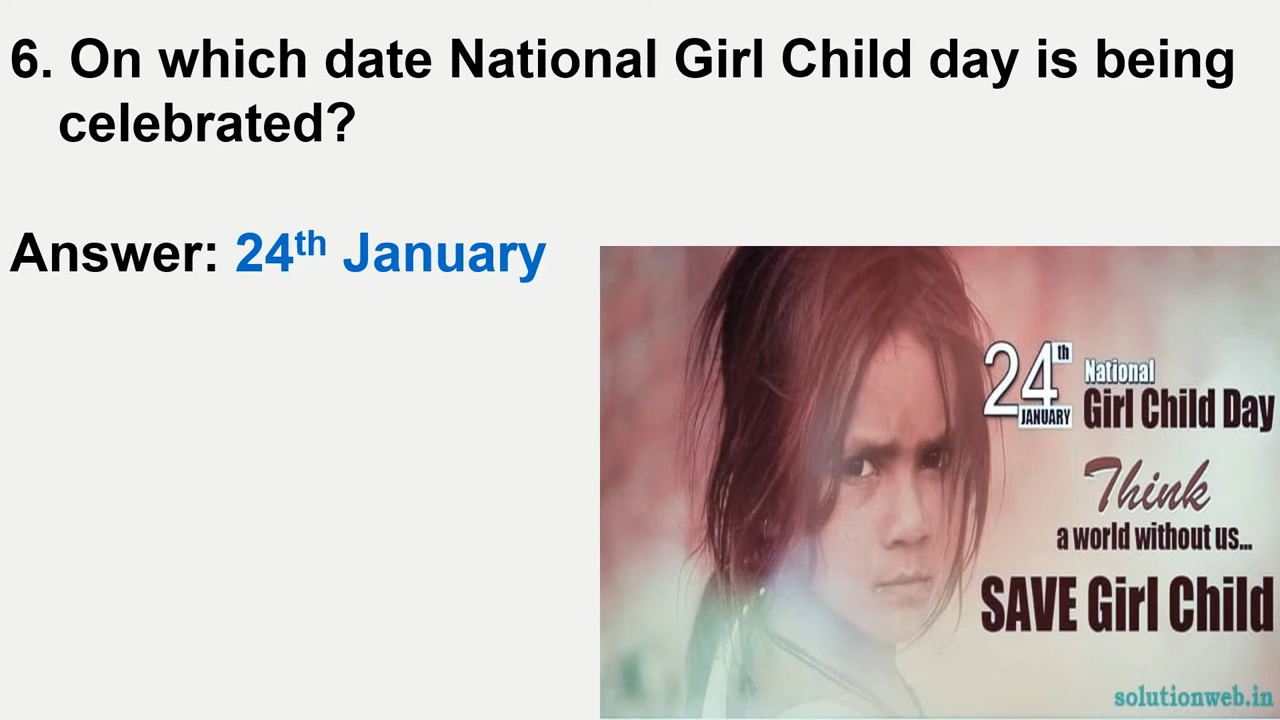 6. On which date National Girl Child day is being
celebrated?
Answer: 24th January
24th
JANUARY
National
Girl Child Day
Think
a world without us...
SAVE Girl Child
solutionweb.in